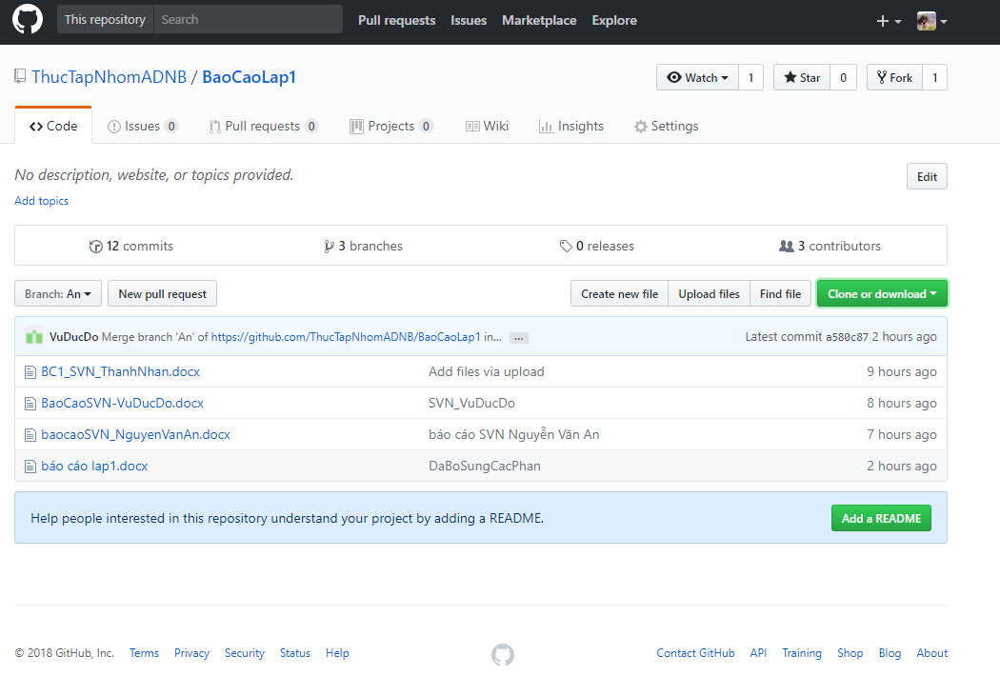 This repository Search Pull requests Issues Marketplace Explore
ThucTapNhomADNB / BaoCaoLap1 Watch 1 Star 0 Fork 1
Code Issues 0 Pull requests 0 Projects 0 Wiki Insights Settings
No description, website, or topics provided. Edit
Add topics
12 commits 3 branches 0 releases 3 contributors
Branch: An New pull request Create new file Upload files Find file Clone or download
VuDucDo Merge branch 'An' of https://github.com/ThucTapNhomADNB/BaoCaoLap1 in... ... Latest commit a580c87 2 hours ago
BC1_SVN_ThanhNhan.docx Add files via upload 9 hours ago
BaoCaoSVN-VuDucDo.docx SVN_VuDucDo 8 hours ago
baocaoSVN_NguyenVanAn.docx báo cáo SVN Nguyễn Văn An 7 hours ago
báo cáo lap1.docx DaBoSungCacPhan 2 hours ago
Help people interested in this repository understand your project by adding a README. Add a README
© 2018 GitHub, Inc. Terms Privacy Security Status Help Contact GitHub API Training Shop Blog About